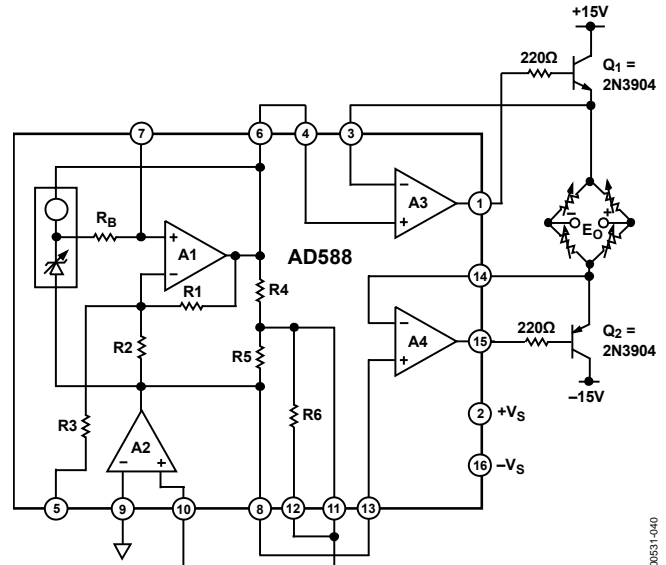 +15V
220Ω
Q1 =
2N3904
7
6
4
3
RB
+
−
A1
−
+
A3
1
− +
EO
AD588
R1
R4
14
R2
R5
−
+
A4
15
220Ω
Q2 =
2N3904
−15V
R3
R6
2
+VS
A2
− +
16
−VS
5
9
10
8
12
11
13
00531-040